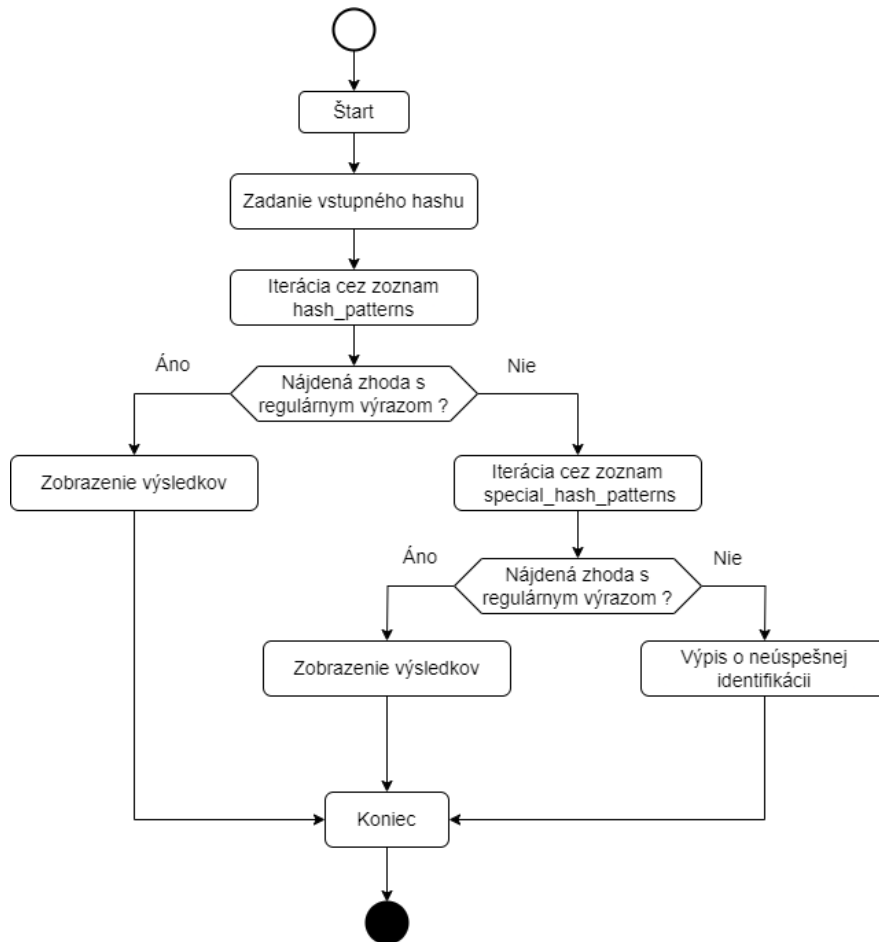 Štart
Zadanie vstupného hashu
Iterácia cez zoznam
hash_patterns
Áno
Nie
Nájdená zhoda s
regulárnym výrazom ?
Zobrazenie výsledkov
Iterácia cez zoznam
special_hash_patterns
Áno
Nie
Nájdená zhoda s
regulárnym výrazom ?
Zobrazenie výsledkov
Výpis o neúspešnej
identifikácii
Koniec